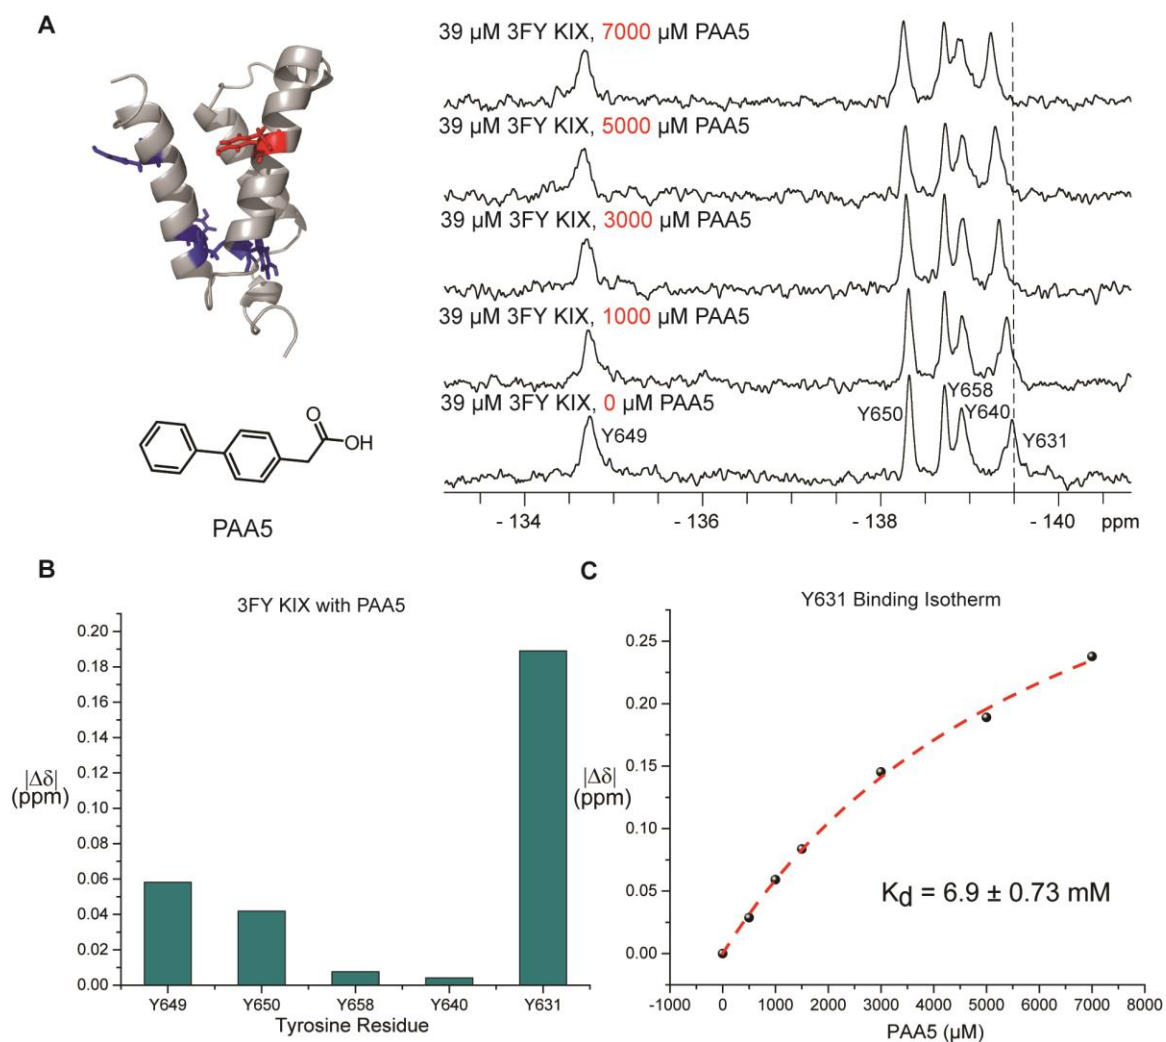 A
39 µM 3FY KIX, 7000 µM PAA5
39 µM 3FY KIX, 5000 µM PAA5
39 µM 3FY KIX, 3000 µM PAA5
39 µM 3FY KIX, 1000 µM PAA5
39 µM 3FY KIX, 0 µM PAA5
Y649
Y650
Y658
Y640
Y631
O
OH
PAA5
- 134
- 136
- 138
- 140
ppm
B
3FY KIX with PAA5
0.20
0.18
0.16
0.14
0.12
0.10
0.08
0.06
0.04
0.02
0.00
|Δδ|
(ppm)
Y649
Y650
Y658
Y640
Y631
Tyrosine Residue
C
Y631 Binding Isotherm
0.25
0.20
0.15
0.10
0.05
0.00
|Δδ|
(ppm)
Kd = 6.9 ± 0.73 mM
-1000
0
1000
2000
3000
4000
5000
6000
7000
8000
PAA5 (µM)